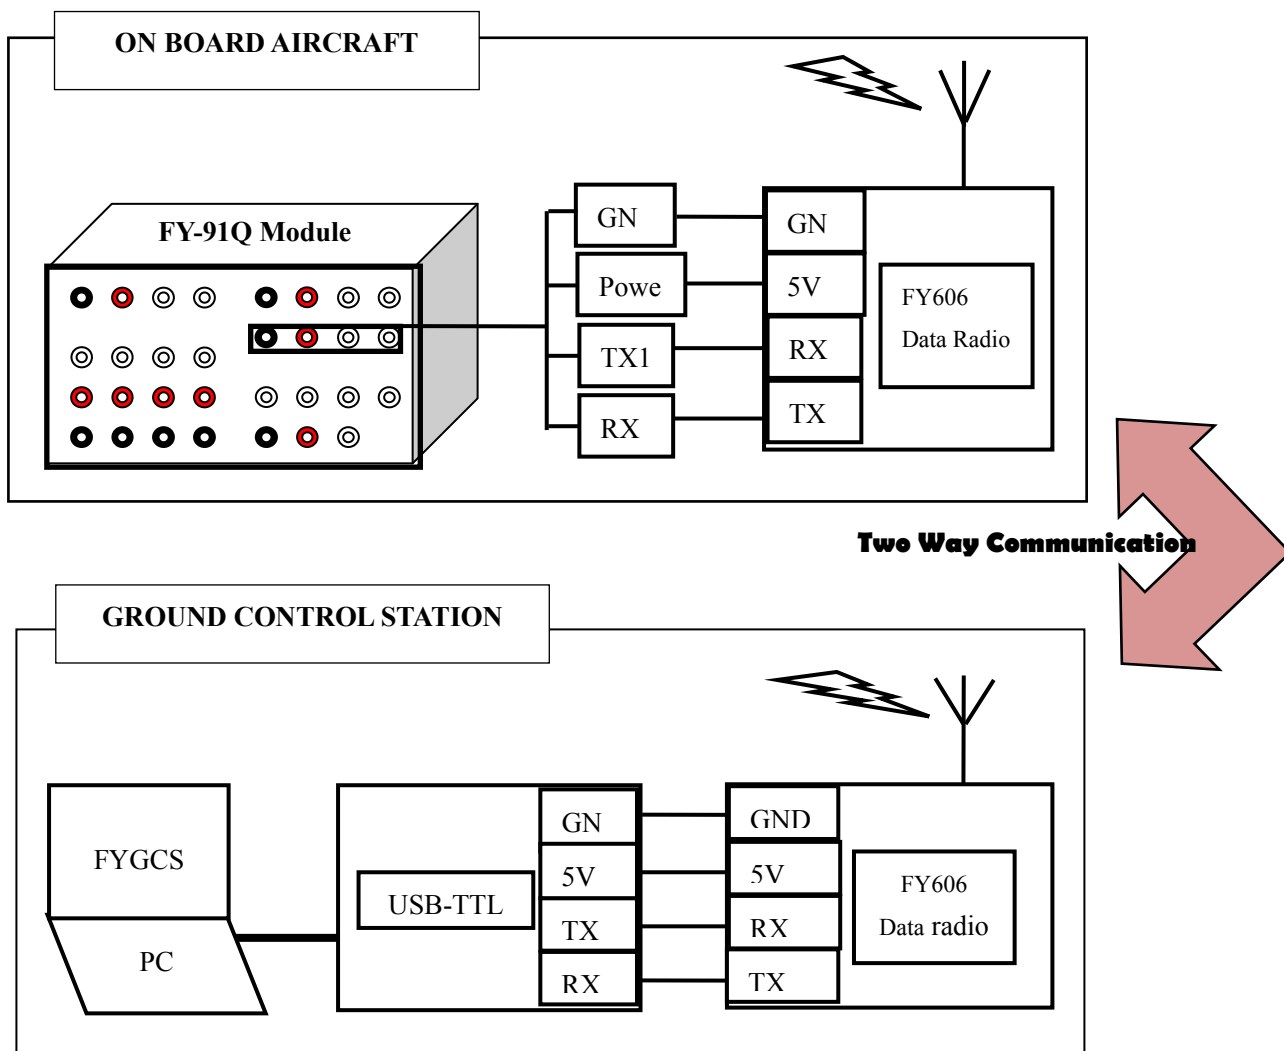 ON BOARD AIRCRAFT
FY-91Q Module
GN
Powe
TX1
RX
GN
5V
RX
TX
FY606
Data Radio
Two Way Communication
GROUND CONTROL STATION
FYGCS
PC
USB-TTL
GN
5V
TX
RX
GND
5V
RX
TX
FY606
Data radio